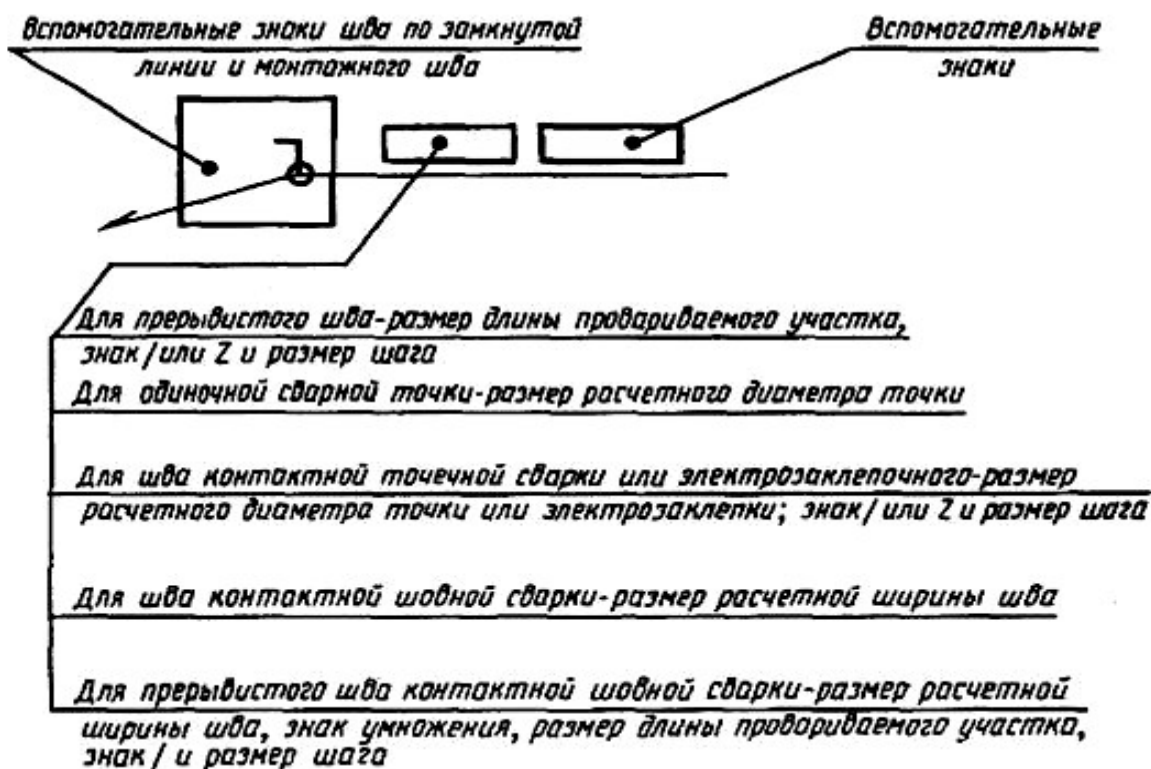 Вспомогательные знаки шва по замкнутой
линии и монтажного шва
Вспомогательные
знаки
Для прерывистого шва-размер длины провариваемого участка,
знак/или Z и размер шага
Для одиночной сварной точки-размер расчетного диаметра точки
Для шва контактной точечной сварки или электрозаклепочного-размер
расчетного диаметра точки или электрозаклепки; знак/или Z и размер шага
Для шва контактной шовной сварки-размер расчетной ширины шва
Для прерывистого шва контактной шовной сварки-размер расчетной
ширины шва, знак умножения, размер длины провариваемого участка,
знак/ и размер шага